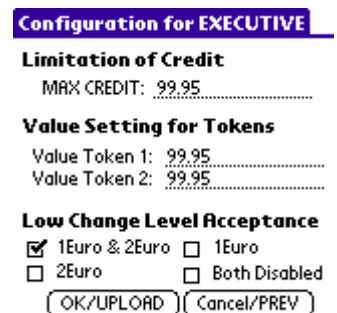 Configuration for EXECUTIVE
Limitation of Credit
MAX CREDIT: 99.95
Value Setting for Tokens
Value Token 1: 99.95
Value Token 2: 99.95
Low Change Level Acceptance
1Euro & 2Euro 1Euro
2Euro Both Disabled
OK/UPLOAD Cancel/PREV